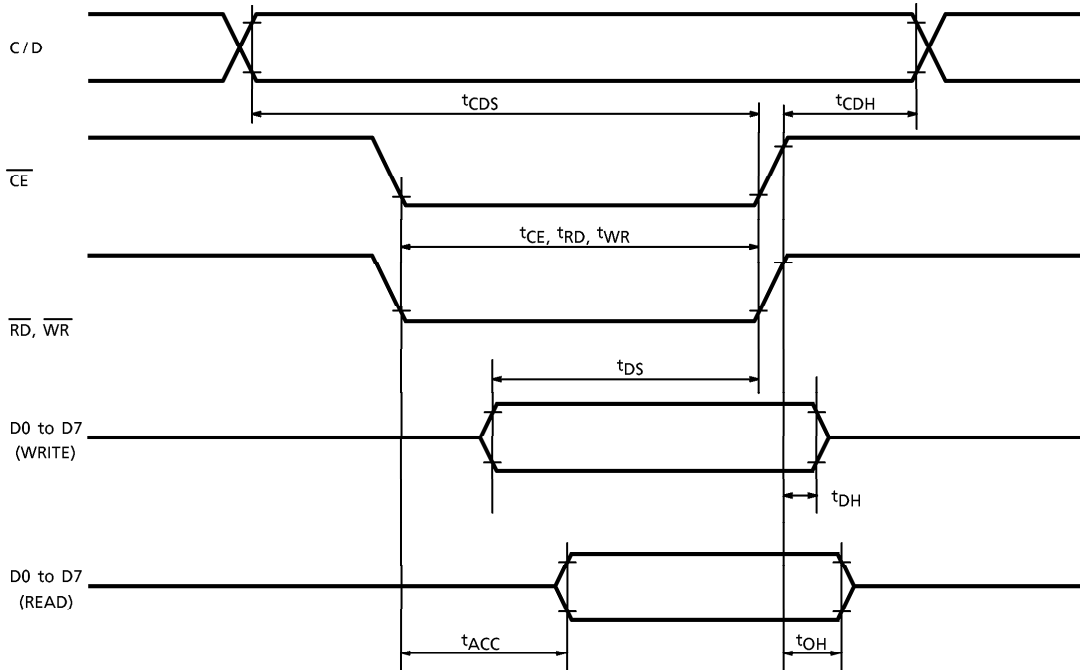 C/D
tCDS
tCDH
CE
tCE, tRD, tWR
RD, WR
tDS
D0 to D7
(WRITE)
tDH
D0 to D7
(READ)
tACC
tOH